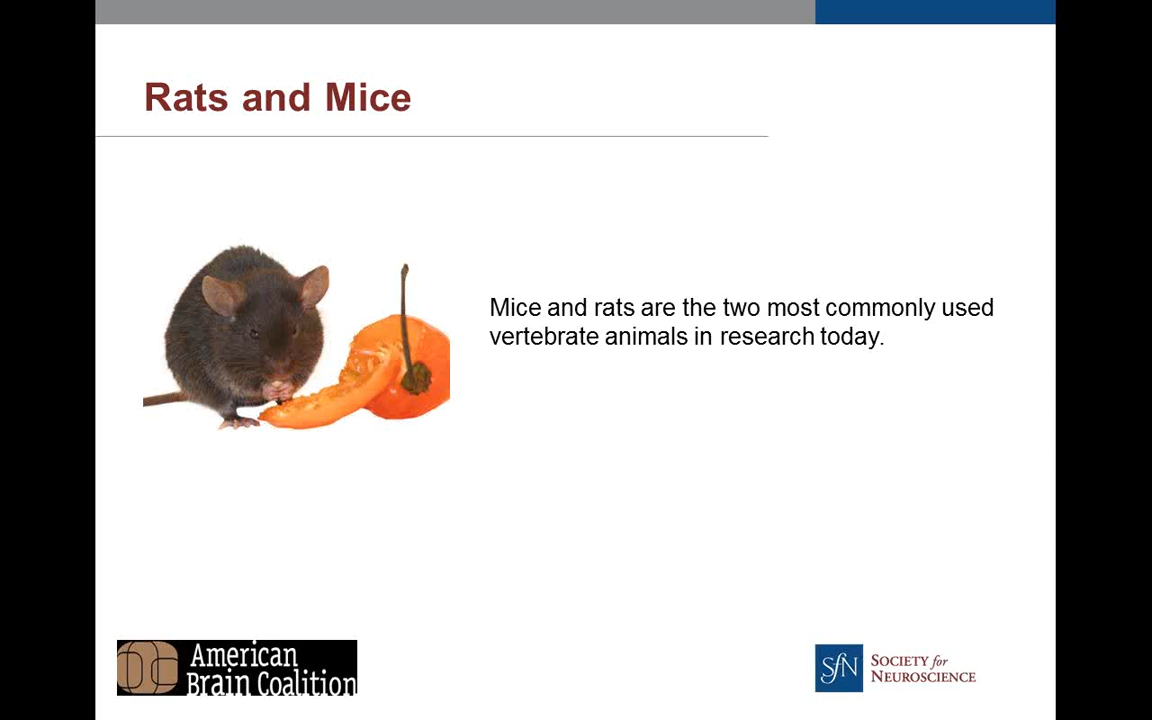 Rats and Mice
Mice and rats are the two most commonly used
vertebrate animals in research today.
American
Brain Coalition
SfN
SOCIETY for
NEUROSCIENCE